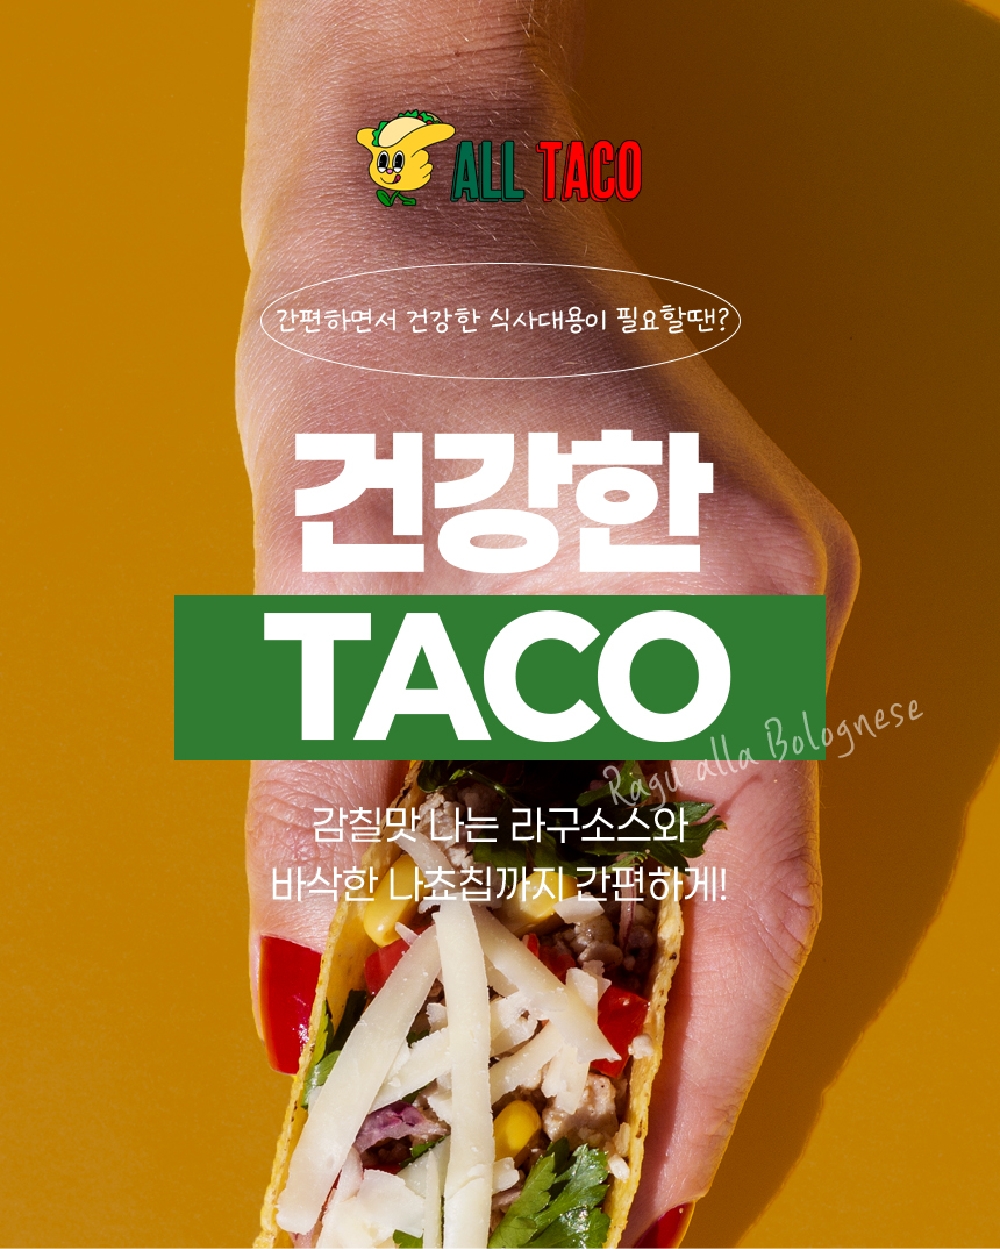 ALL TACO
간편하면서 건강한 식사대용이 필요할땐?
건강한
TACO
Ragu alla Bolognese
감칠맛 나는 라구소스와
바삭한 나쵸칩까지 간편하게!